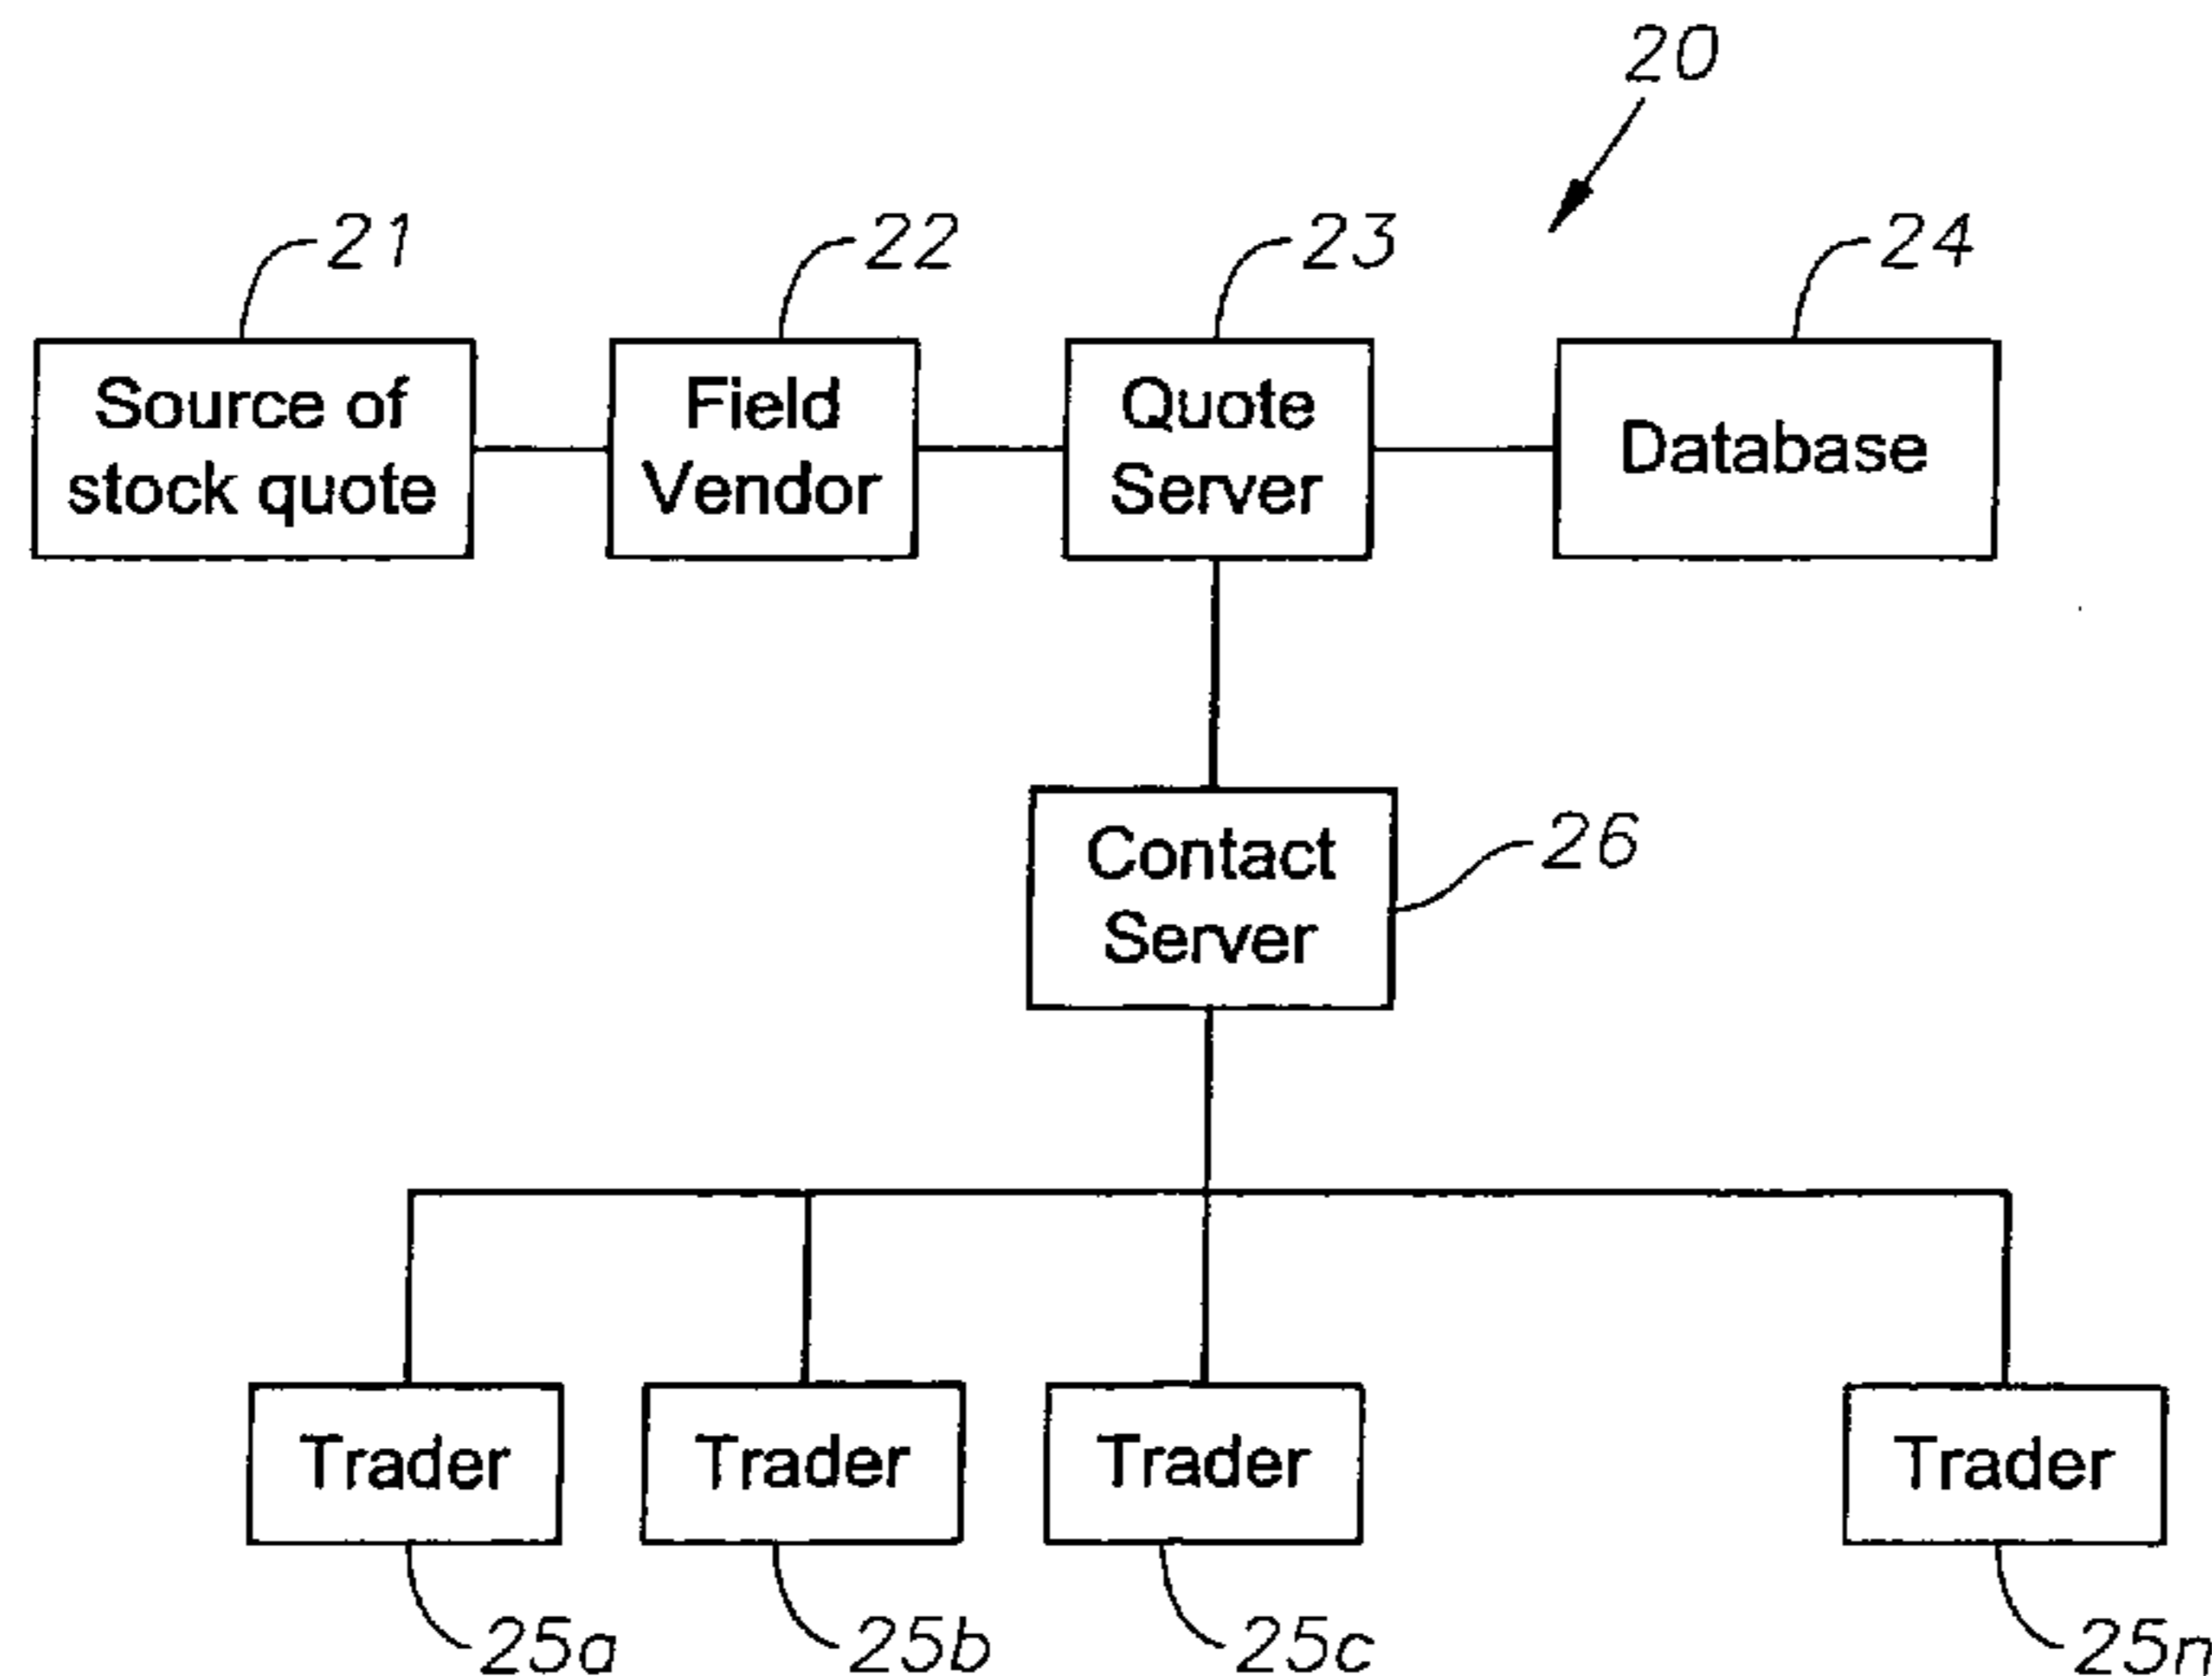 20
21
22
23
24
Source of
stock quote
Field
Vendor
Quote
Server
Database
Contact
Server
26
Trader
Trader
Trader
Trader
25a
25b
25c
25n